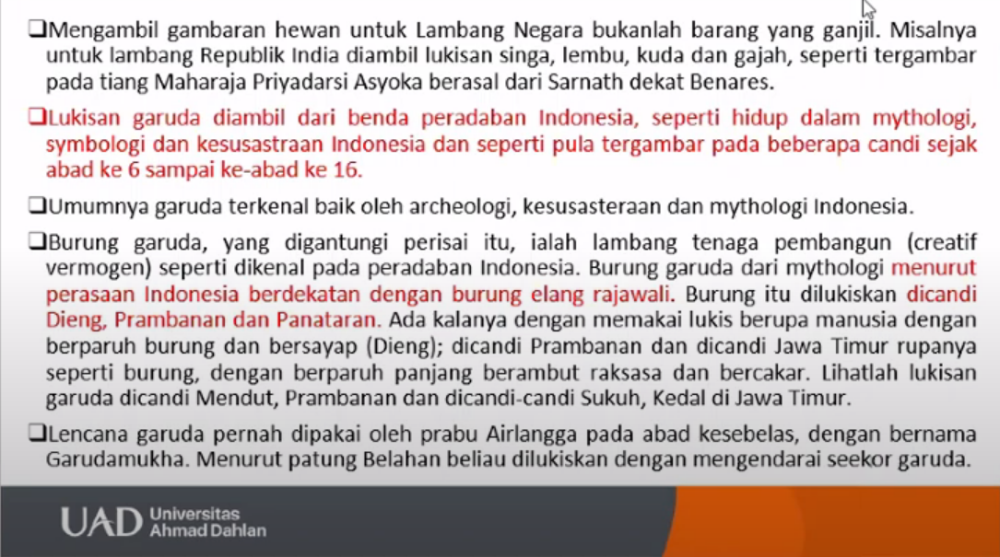 ❑Mengambil gambaran hewan untuk Lambang Negara bukanlah barang yang ganjil. Misalnya
untuk lambang Republik India diambil lukisan singa, lembu, kuda dan gajah, seperti tergambar
pada tiang Maharaja Priyadarsi Asyoka berasal dari Sarnath dekat Benares.
❑Lukisan garuda diambil dari benda peradaban Indonesia, seperti hidup dalam mythologi,
symbologi dan kesusastraan Indonesia dan seperti pula tergambar pada beberapa candi sejak
abad ke 6 sampai ke-abad ke 16.
❑Umumnya garuda terkenal baik oleh archeologi, kesusasteraan dan mythologi Indonesia.
❑Burung garuda, yang digantungi perisai itu, ialah lambang tenaga pembangun (creatif
vermogen) seperti dikenal pada peradaban Indonesia. Burung garuda dari mythologi menurut
perasaan Indonesia berdekatan dengan burung elang rajawali. Burung itu dilukiskan dicandi
Dieng, Prambanan dan Panataran. Ada kalanya dengan memakai lukis berupa manusia dengan
berparuh burung dan bersayap (Dieng); dicandi Prambanan dan dicandi Jawa Timur rupanya
seperti burung, dengan berparuh panjang berambut raksasa dan bercakar. Lihatlah lukisan
garuda dicandi Mendut, Prambanan dan dicandi-candi Sukuh, Kedal di Jawa Timur.
❑Lencana garuda pernah dipakai oleh prabu Airlangga pada abad kesebelas, dengan bernama
Garudamukha. Menurut patung Belahan beliau dilukiskan dengan mengendarai seekor garuda.
UAD Universitas
Ahmad Dahlan